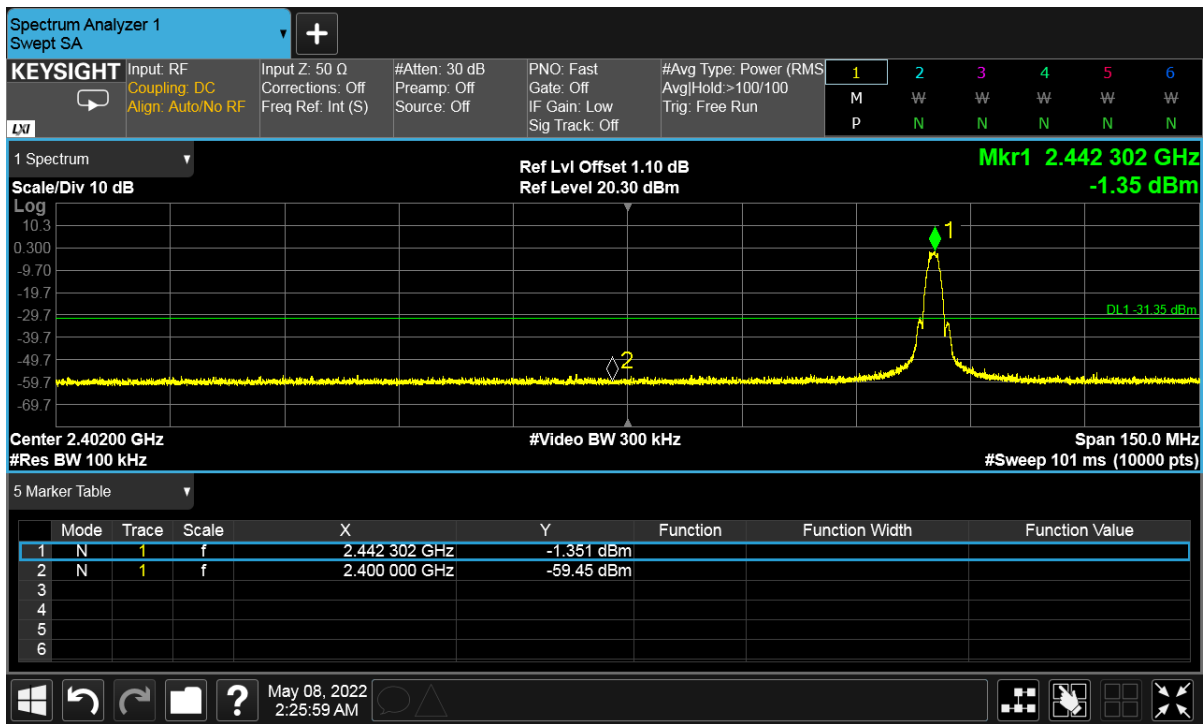 Spectrum Analyzer 1
Swept SA
KEYSIGHT
LXI
Input: RF
Coupling: DC
Align: Auto/No RF
Input Z: 50 Ω
Corrections: Off
Freq Ref: Int (S)
#Atten: 30 dB
Preamp: Off
Source: Off
PNO: Fast
Gate: Off
IF Gain: Low
Sig Track: Off
#Avg Type: Power (RMS
Avg|Hold:>100/100
Trig: Free Run
1 2 3 4 5 6
M W W W W W
P N N N N N
1 Spectrum
Scale/Div 10 dB
Ref Lvl Offset 1.10 dB
Ref Level 20.30 dBm
Mkr1 2.442 302 GHz
-1.35 dBm
Log
10.3
0.300
-9.70
-19.7
-29.7
-39.7
-49.7
-59.7
-69.7
1
2
DL1 -31.35 dBm
Center 2.40200 GHz
#Video BW 300 kHz
Span 150.0 MHz
#Res BW 100 kHz
#Sweep 101 ms (10000 pts)
5 Marker Table
Mode Trace Scale X Y Function Function Width Function Value
1 N 1 f 2.442 302 GHz -1.351 dBm
2 N 1 f 2.400 000 GHz -59.45 dBm
3
4
5
6
?
May 08, 2022
2:25:59 AM